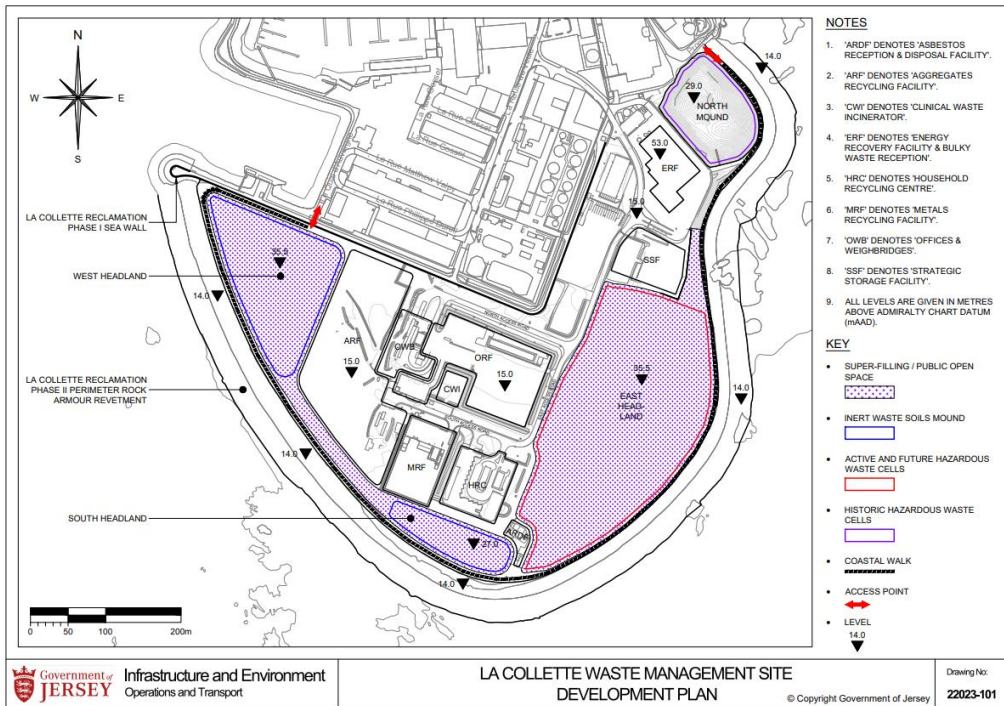 N
W
E
S
LA COLLETTE RECLAMATION
PHASE I SEA WALL
WEST HEADLAND
LA COLLETTE RECLAMATION
PHASE II PERIMETER ROCK
ARMOUR REVETMENT
SOUTH HEADLAND
La Rue Matthew Valpy
35.5
14.0
14.0
14.0
14.0
14.0
29.0
NORTH
MOUND
53.0
ERF
15.0
SSF
ARF
15.0
OWB
ORF
15.0
CWI
MRF
HRC
ARDF
27.0
35.5
EAST
HEAD-
LAND
0 50 100 200m
NOTES
1. 'ARDF' DENOTES 'ASBESTOS
RECEPTION & DISPOSAL FACILITY'.
2. 'ARF' DENOTES 'AGGREGATES
RECYCLING FACILITY'.
3. 'CWI' DENOTES 'CLINICAL WASTE
INCINERATOR'.
4. 'ERF' DENOTES 'ENERGY
RECOVERY FACILITY & BULKY
WASTE RECEPTION'.
5. 'HRC' DENOTES 'HOUSEHOLD
RECYCLING CENTRE'.
6. 'MRF' DENOTES 'METALS
RECYCLING FACILITY'.
7. 'OWB' DENOTES 'OFFICES &
WEIGHBRIDGES'.
8. 'SSF' DENOTES 'STRATEGIC
STORAGE FACILITY'.
9. ALL LEVELS ARE GIVEN IN METRES
ABOVE ADMIRALTY CHART DATUM
(mAAD).
KEY
• SUPER-FILLING / PUBLIC OPEN
SPACE
• INERT WASTE SOILS MOUND
• ACTIVE AND FUTURE HAZARDOUS
WASTE CELLS
• HISTORIC HAZARDOUS WASTE
CELLS
• COASTAL WALK
• ACCESS POINT
• LEVEL
14.0
Government of
JERSEY
Infrastructure and Environment
Operations and Transport
LA COLLETTE WASTE MANAGEMENT SITE
DEVELOPMENT PLAN
© Copyright Government of Jersey
Drawing No:
22023-101